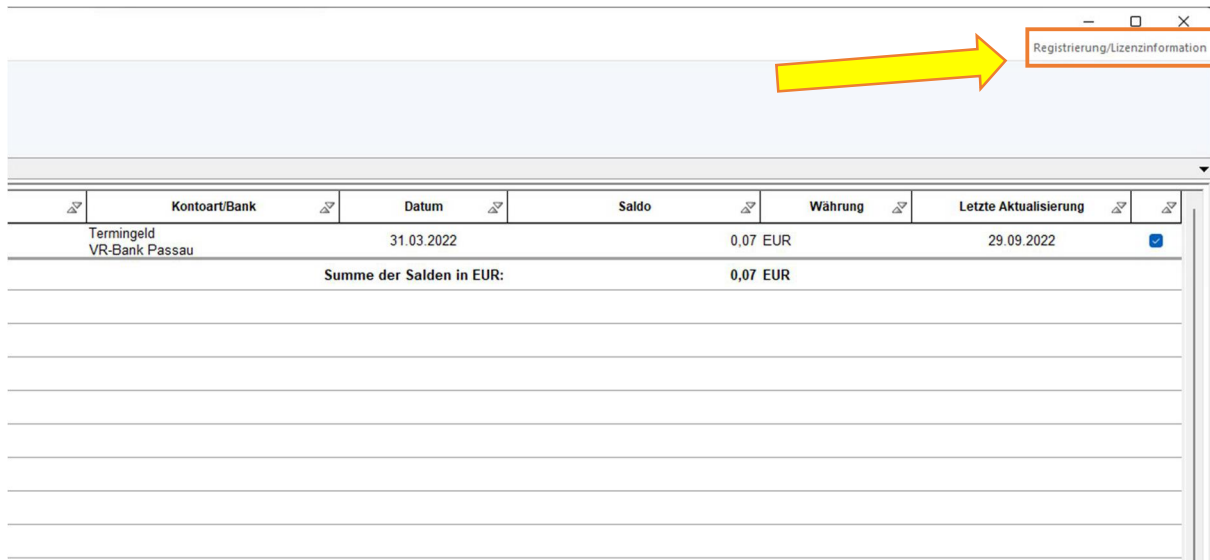 Registrierung/Lizenzinformation
Kontoart/Bank Datum Saldo Währung Letzte Aktualisierung
Termingeld
VR-Bank Passau 31.03.2022 0,07 EUR 29.09.2022
Summe der Salden in EUR: 0,07 EUR